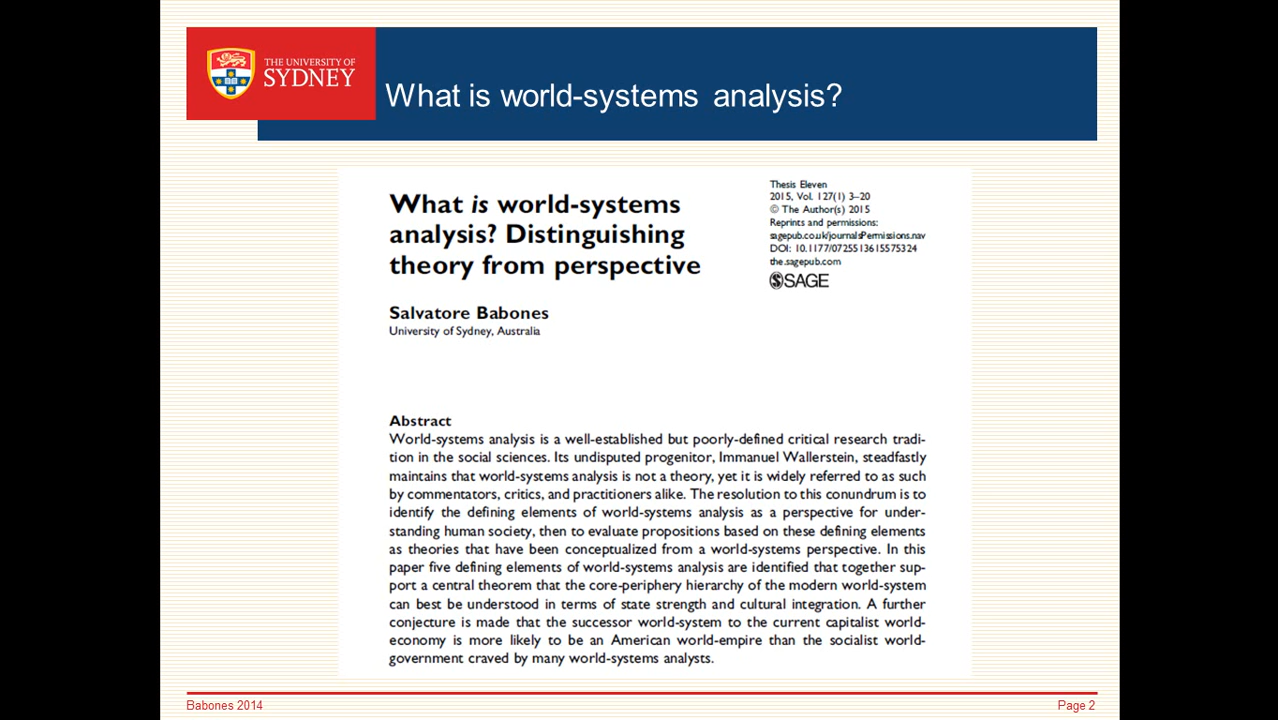 THE UNIVERSITY OF
SYDNEY
What is world-systems analysis?
What is world-systems
analysis? Distinguishing
theory from perspective
Thesis Eleven
2015, Vol. 127(1) 3–20
© The Author(s) 2015
Reprints and permissions:
sagepub.co.uk/journalsPermissions.nav
DOI: 10.1177/0725513615575324
the.sagepub.com
SAGE
Salvatore Babones
University of Sydney, Australia
Abstract
World-systems analysis is a well-established but poorly-defined critical research tradi-
tion in the social sciences. Its undisputed progenitor, Immanuel Wallerstein, steadfastly
maintains that world-systems analysis is not a theory, yet it is widely referred to as such
by commentators, critics, and practitioners alike. The resolution to this conundrum is to
identify the defining elements of world-systems analysis as a perspective for under-
standing human society, then to evaluate propositions based on these defining elements
as theories that have been conceptualized from a world-systems perspective. In this
paper five defining elements of world-systems analysis are identified that together sup-
port a central theorem that the core-periphery hierarchy of the modern world-system
can best be understood in terms of state strength and cultural integration. A further
conjecture is made that the successor world-system to the current capitalist world-
economy is more likely to be an American world-empire than the socialist world-
government craved by many world-systems analysts.
Babones 2014
Page 2